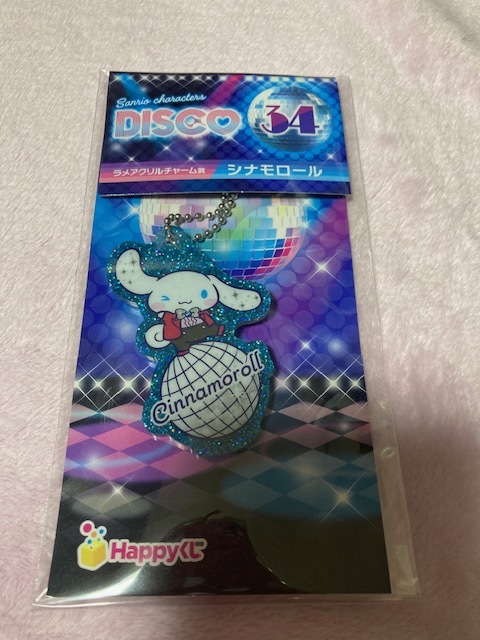 Sanrio characters
DISCO
34
ラメアクリルチャーム賞
シナモロール
Cinnamoroll
Happyくじ